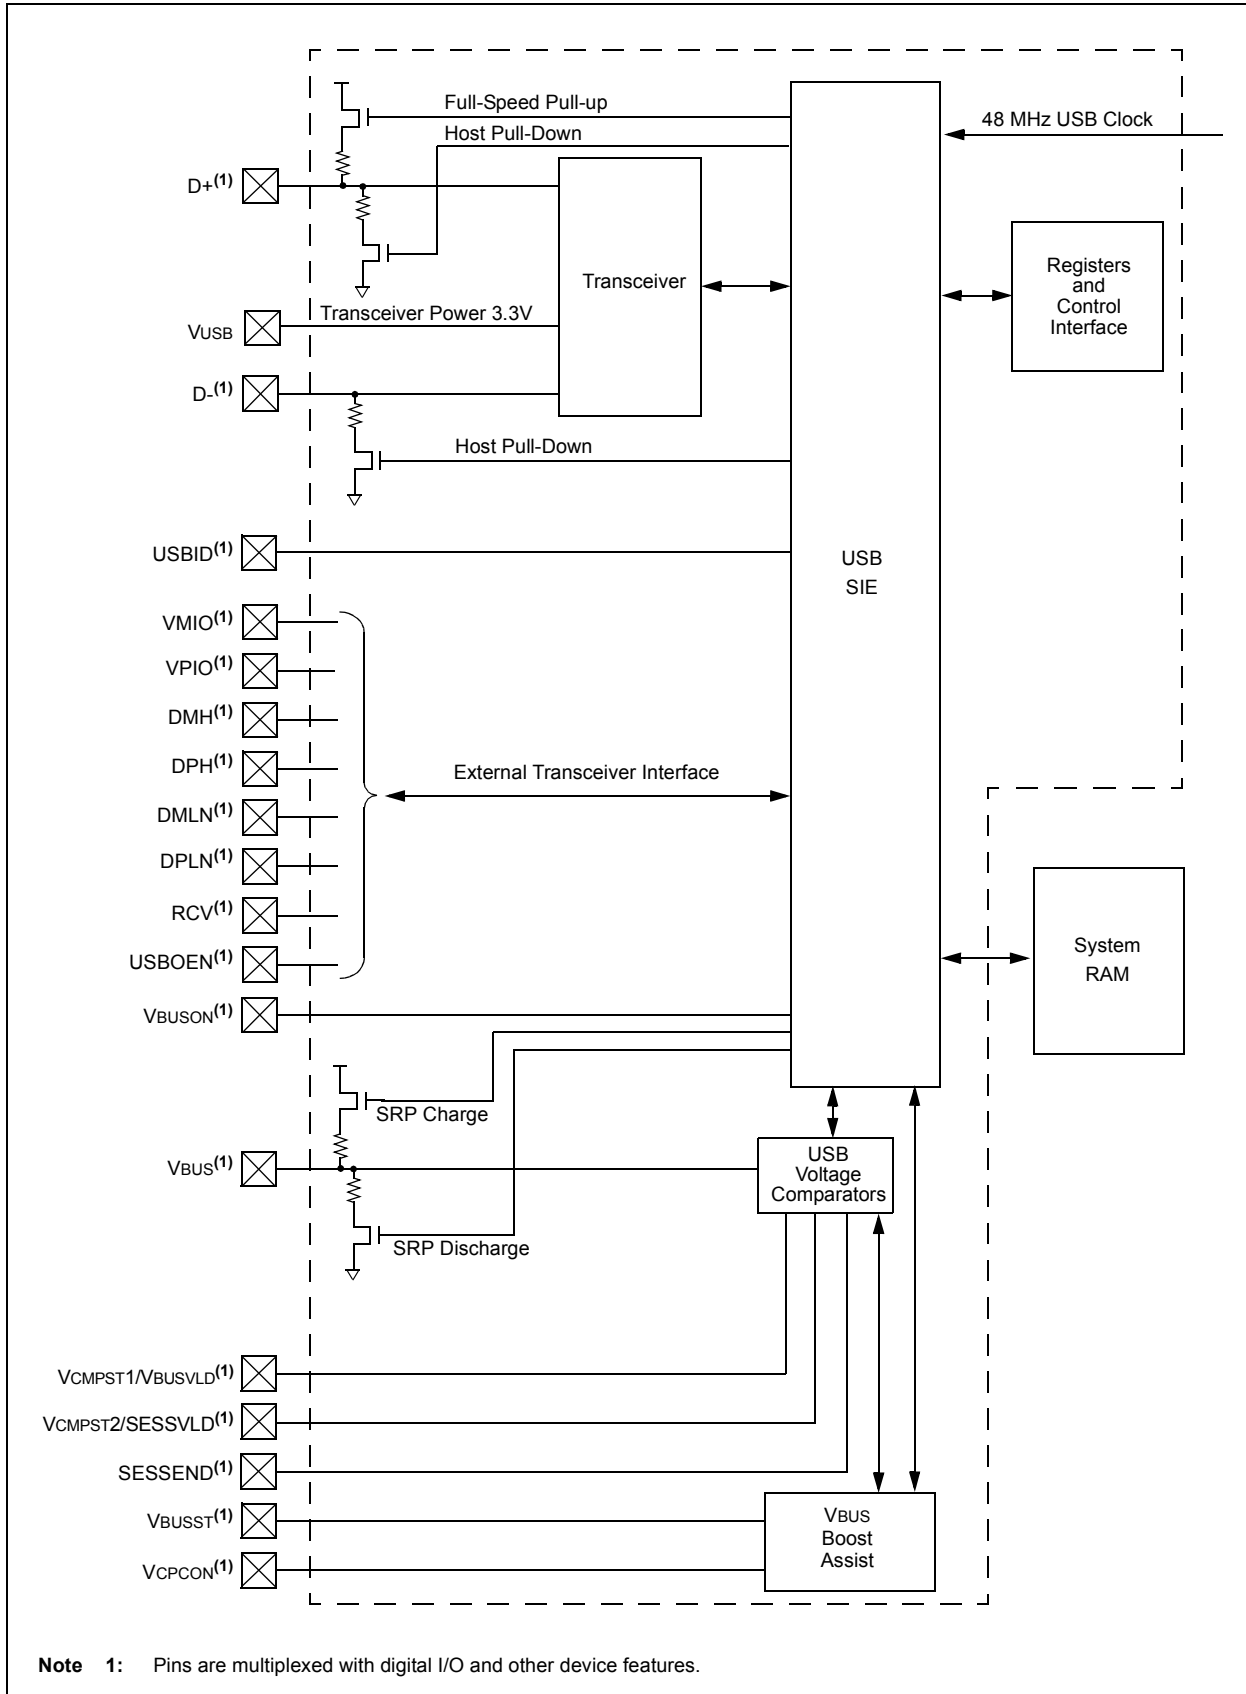 Full-Speed Pull-up
Host Pull-Down
48 MHz USB Clock
D+(1)
Transceiver
Registers
and
Control
Interface
Transceiver Power 3.3V
VUSB
D-(1)
Host Pull-Down
USBID(1)
USB
SIE
VMIO(1)
VPIO(1)
DMH(1)
DPH(1)
External Transceiver Interface
DMLN(1)
DPLN(1)
RCV(1)
USBOEN(1)
System
RAM
VBUSON(1)
SRP Charge
VBUS(1)
USB
Voltage
Comparators
SRP Discharge
VCMPST1/VBUSVLD(1)
VCMPST2/SESSVLD(1)
SESSEND(1)
VBUSST(1)
VBUS
Boost
Assist
VCPCON(1)
Note 1: Pins are multiplexed with digital I/O and other device features.